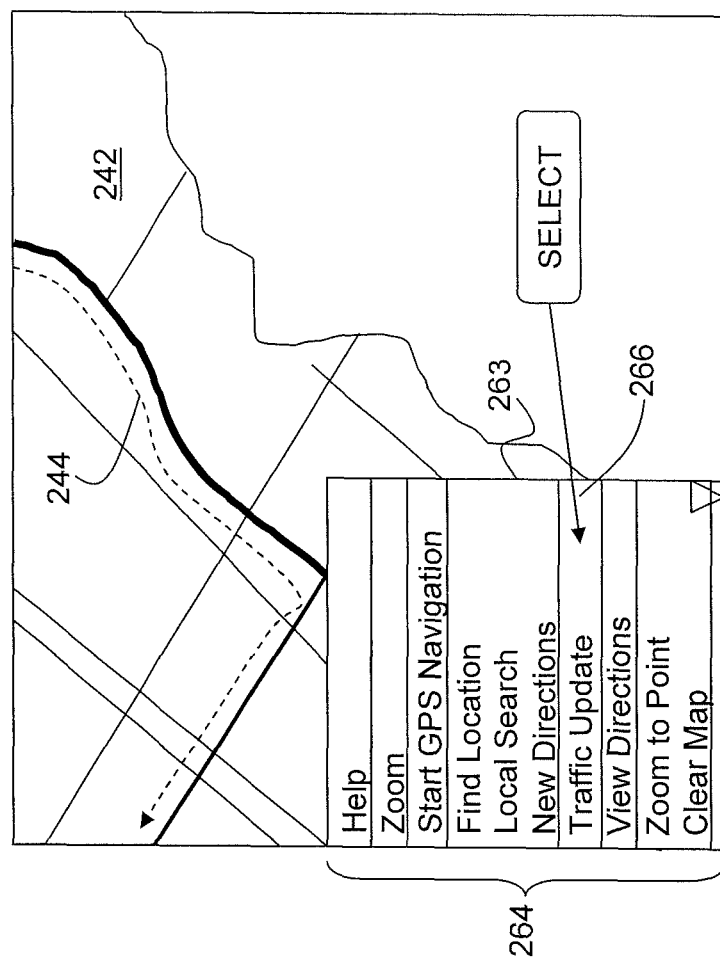 242
244
Help
Zoom
Start GPS Navigation
Find Location
Local Search
New Directions
Traffic Update
View Directions
Zoom to Point
Clear Map
264
263
SELECT
266